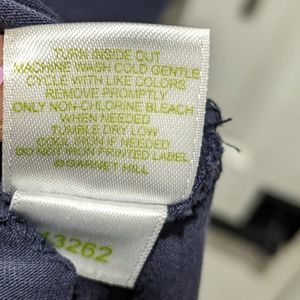 TURN INSIDE OUT
MACHINE WASH COLD GENTLE
CYCLE WITH LIKE COLORS
REMOVE PROMPTLY
ONLY NON-CHLORINE BLEACH
WHEN NEEDED
TUMBLE DRY LOW
COOL IRON IF NEEDED
DO NOT IRON PRINTED LABEL
© GARNET HILL
13262